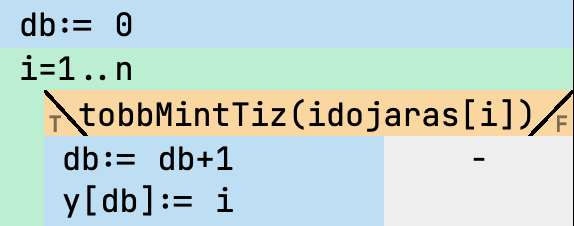 db:= 0
i=1..n
T tobbMintTiz(idojaras[i]) F
db:= db+1 -
y[db]:= i